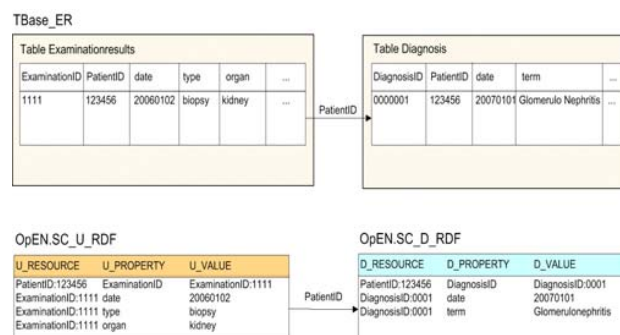 TBase_ER
Table Examinationresults
ExaminationID PatientID date type organ ...
1111 123456 20060102 biopsy kidney ...
PatientID
Table Diagnosis
DiagnosisID PatientID date term ...
0000001 123456 20070101 Glomerulo Nephritis ...
OpEN.SC_U_RDF
U_RESOURCE U_PROPERTY U_VALUE
PatientID:123456 ExaminationID ExaminationID:1111
ExaminationID:1111 date 20060102
ExaminationID:1111 type biopsy
ExaminationID:1111 organ kidney
PatientID
OpEN.SC_D_RDF
D_RESOURCE D_PROPERTY D_VALUE
PatientID:123456 DiagnosisID DiagnosisID:0001
DiagnosisID:0001 date 20070101
DiagnosisID:0001 term Glomerulonephritis